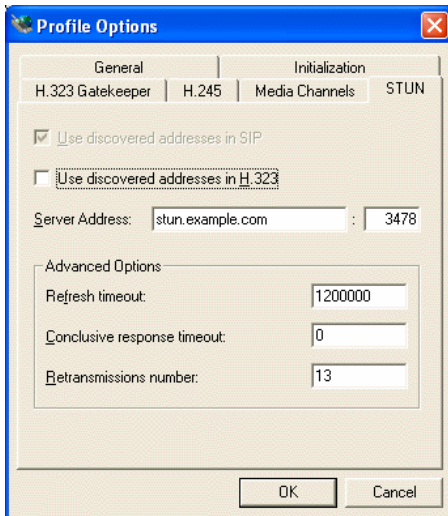 Profile Options
General Initialization
H.323 Gatekeeper H.245 Media Channels STUN
Use discovered addresses in SIP
Use discovered addresses in H.323
Server Address: stun.example.com : 3478
Advanced Options
Refresh timeout: 1200000
Conclusive response timeout: 0
Retransmissions number: 13
OK Cancel